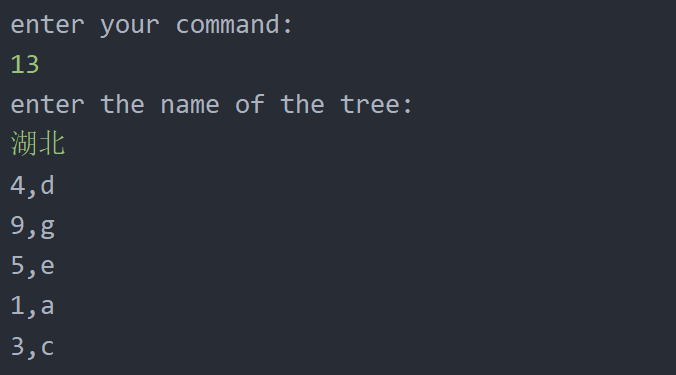 enter your command:
13
enter the name of the tree:
湖北
4,d
9,g
5,e
1,a
3,c